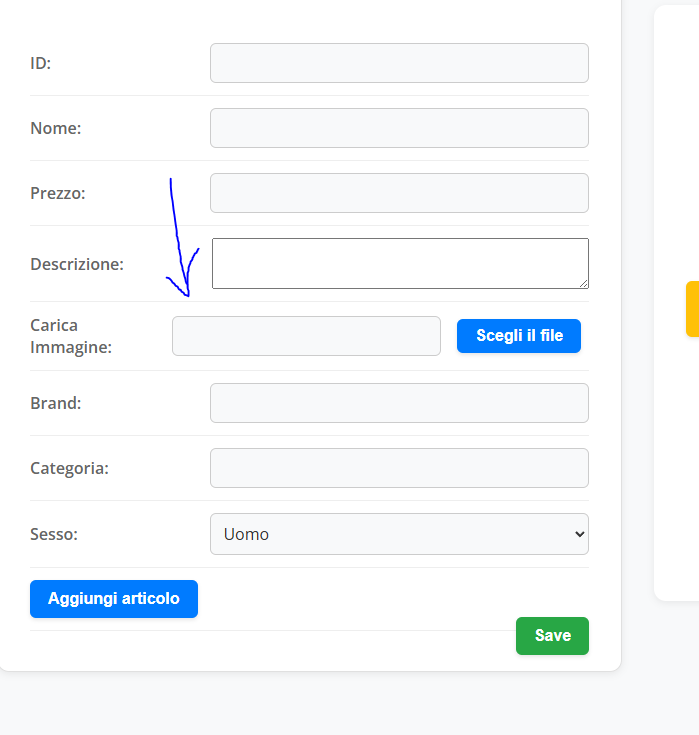 ID:
Nome:
Prezzo:
Descrizione:
Carica
Immagine:
Scegli il file
Brand:
Categoria:
Sesso:
Uomo
Aggiungi articolo
Save